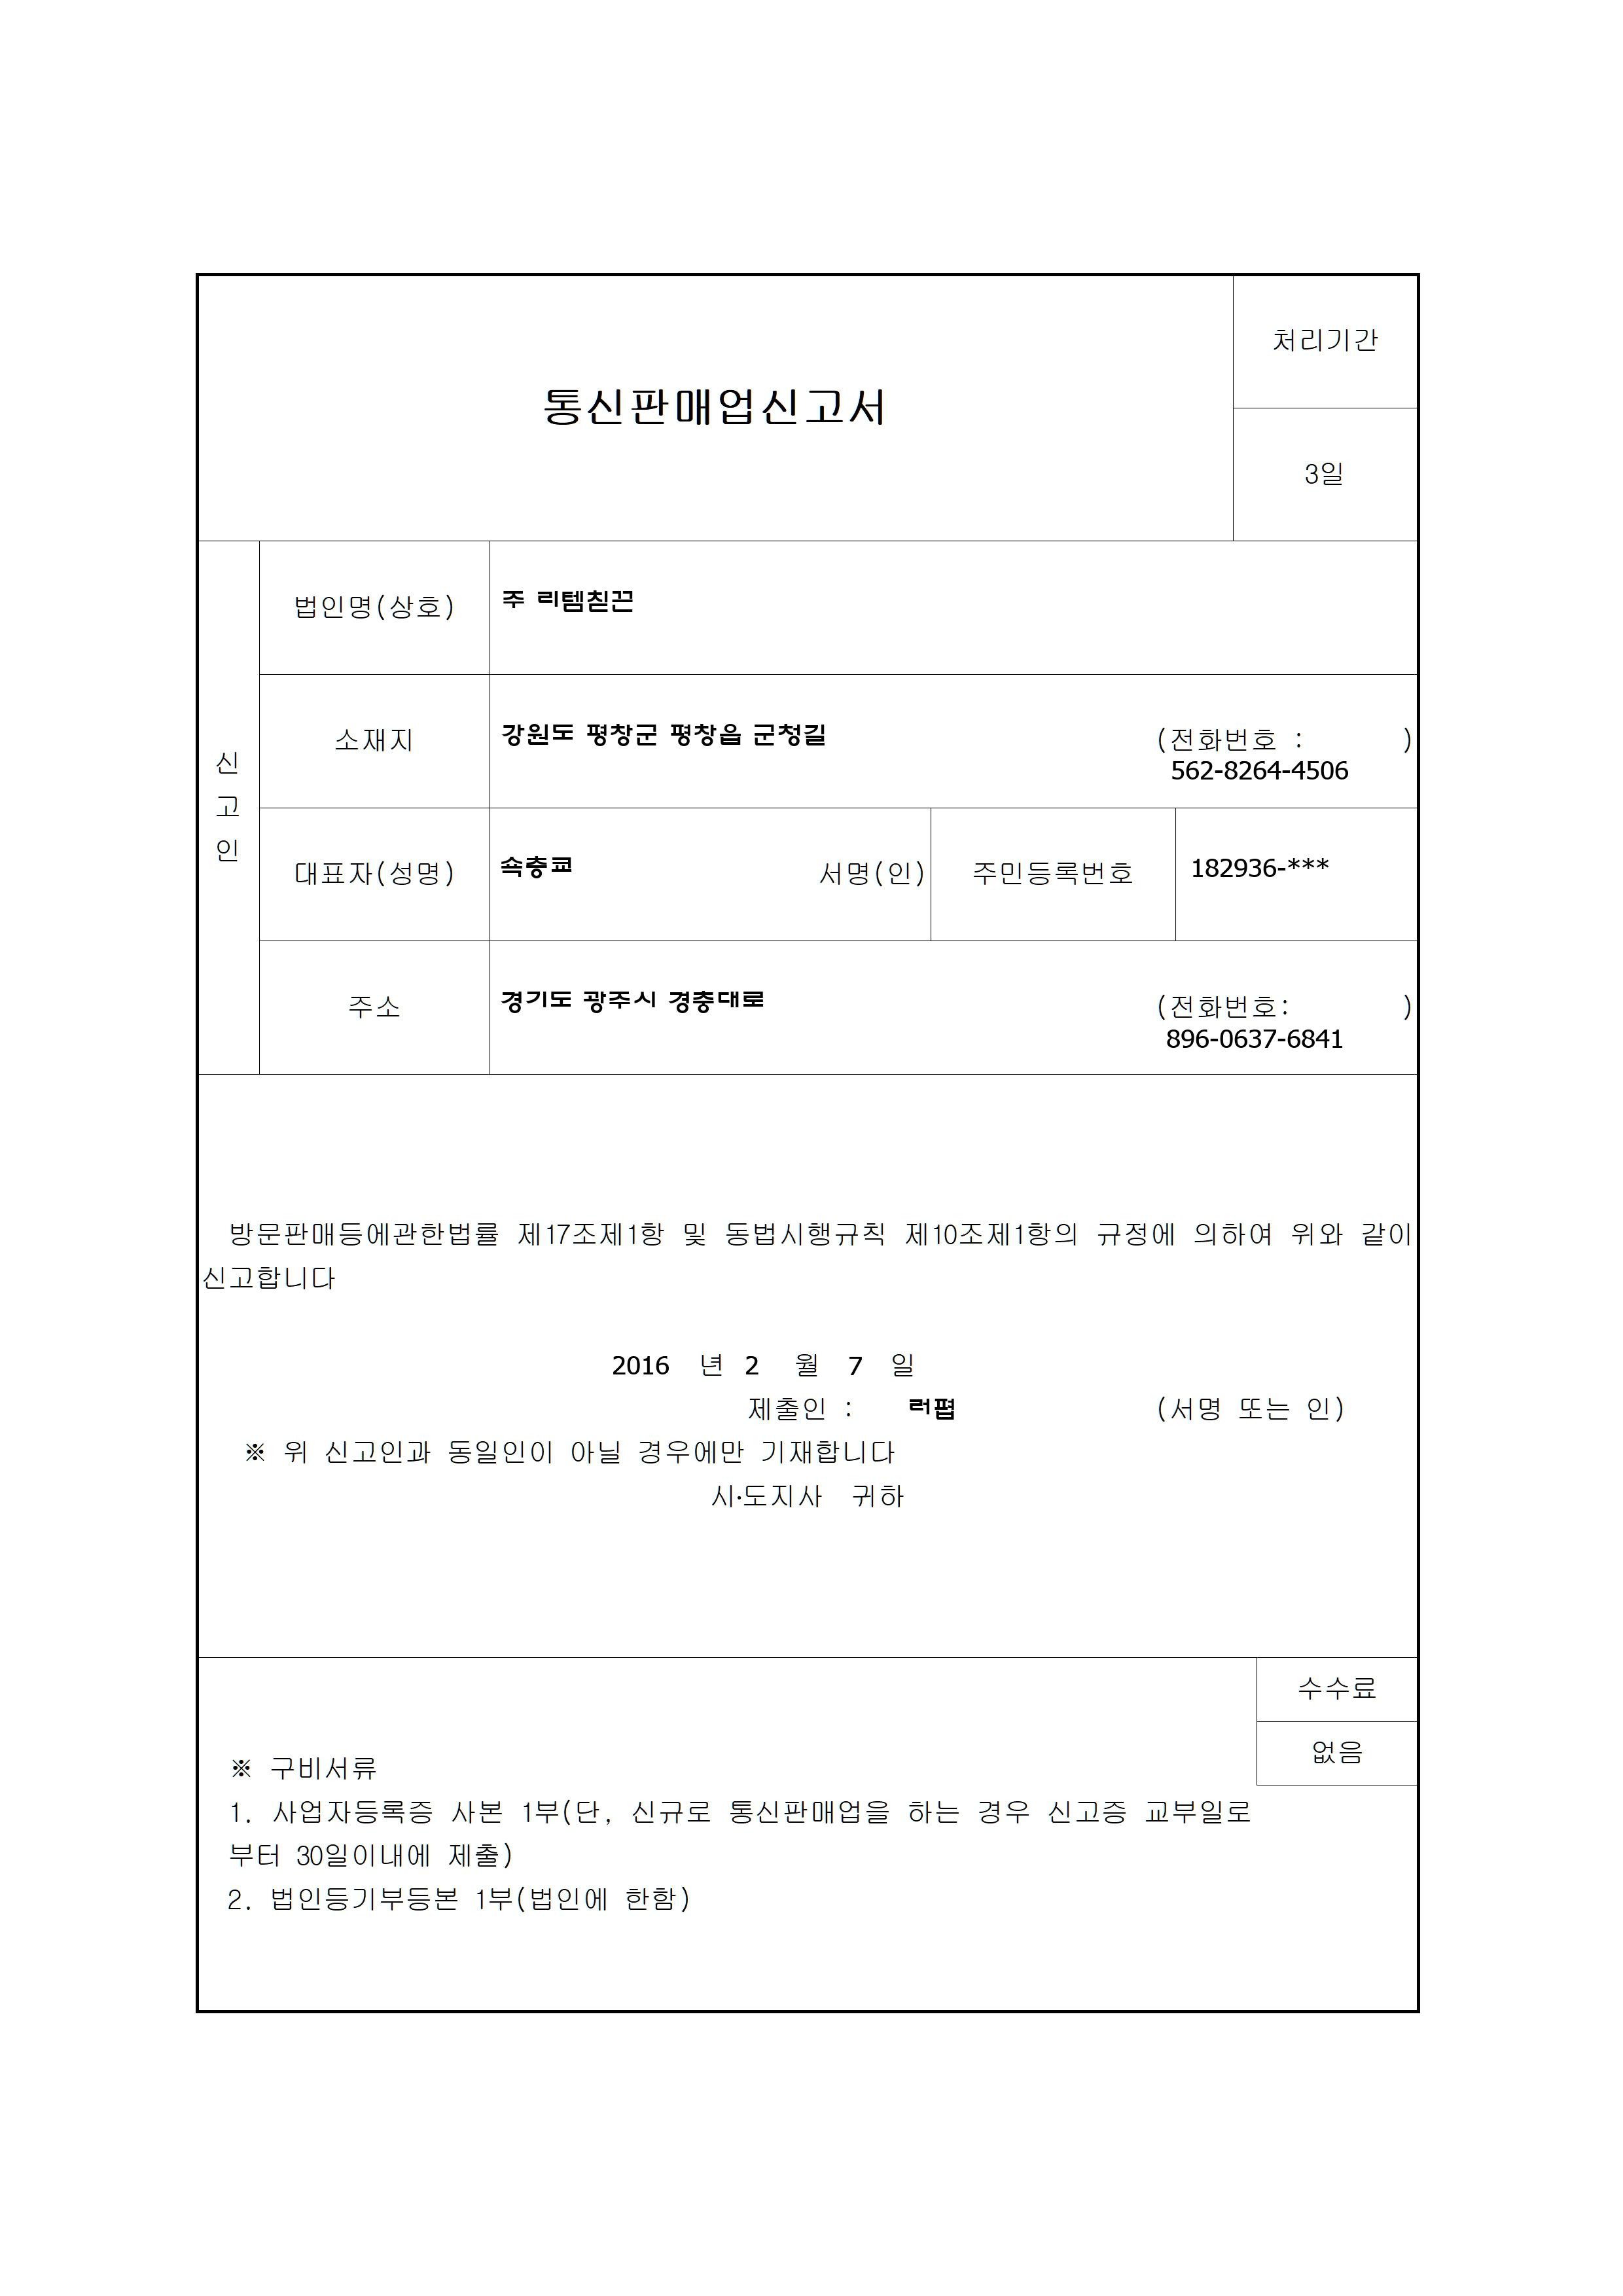 처리기간
통신판매업신고서
3일
신고인
법인명(상호) 주 리템칟끈
소재지 강원도 평창군 평창읍 군청길 (전화번호 : )
562-8264-4506
대표자(성명) 속층쿄 서명(인) 주민등록번호 182936-***
주소 경기도 광주시 경충대로 (전화번호: )
896-0637-6841
방문판매등에관한법률 제17조제1항 및 동법시행규칙 제10조제1항의 규정에 의하여 위와 같이
신고합니다
2016 년 2 월 7 일
제출인 : 러폅 (서명 또는 인)
※ 위 신고인과 동일인이 아닐 경우에만 기재합니다
시·도지사 귀하
수수료
없음
※ 구비서류
1. 사업자등록증 사본 1부(단, 신규로 통신판매업을 하는 경우 신고증 교부일로
부터 30일이내에 제출)
2. 법인등기부등본 1부(법인에 한함)